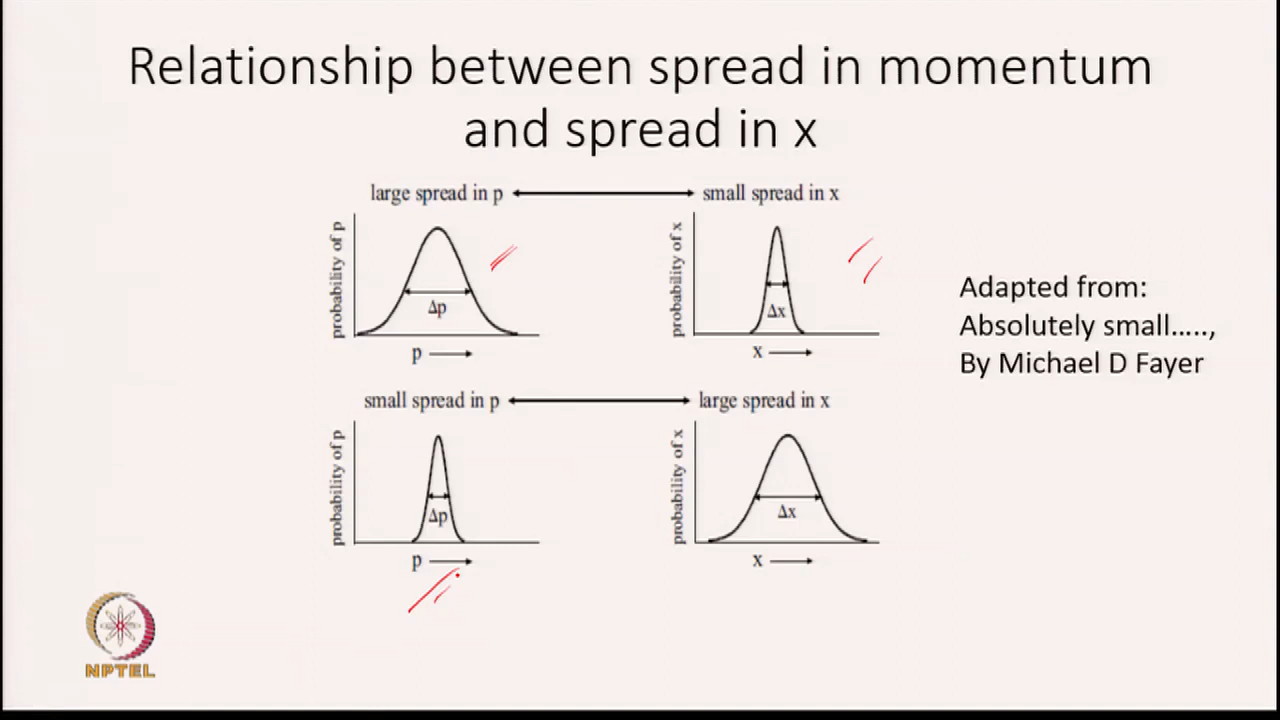 Relationship between spread in momentum
and spread in x
large spread in p
small spread in x
probability of p
Δp
p
probability of x
Δx
x
Adapted from:
Absolutely small.....,
By Michael D Fayer
small spread in p
large spread in x
probability of p
Δp
p
probability of x
Δx
x
NPTEL